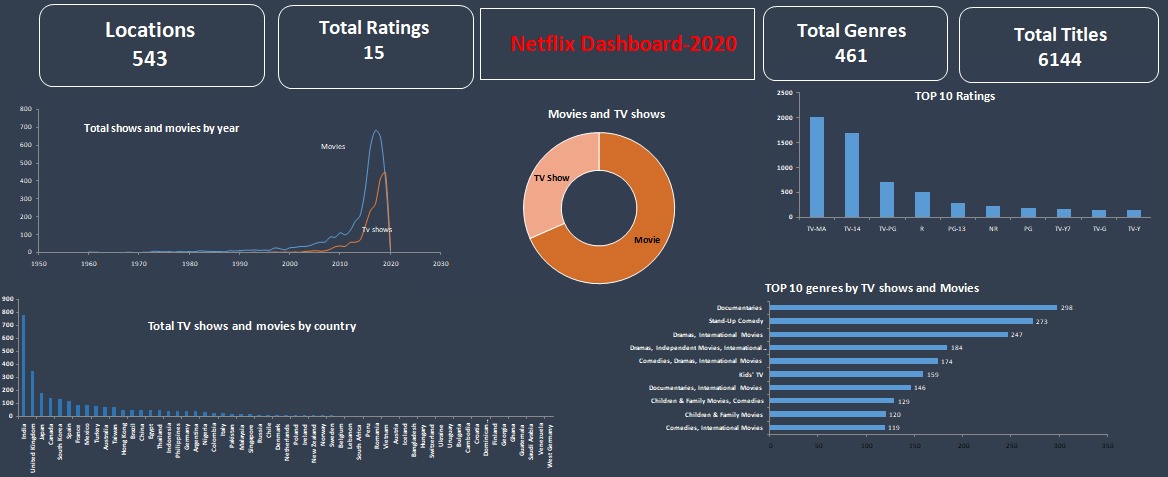 Locations
543
Total Ratings
15
Netflix Dashboard-2020
Total Genres
461
Total Titles
6144
Total shows and movies by year
800
700
600
500
400
300
200
100
0
1950
1960
1970
1980
1990
2000
2010
2020
2030
Movies
Tv shows
Movies and TV shows
TV Show
Movie
TOP 10 Ratings
2500
2000
1500
1000
500
0
TV-MA
TV-14
TV-PG
R
PG-13
NR
PG
TV-Y7
TV-G
TV-Y
Total TV shows and movies by country
900
800
700
600
500
400
300
200
100
0
India
United Kingdom
Japan
Canada
South Korea
Spain
France
Mexico
Turkey
Australia
Taiwan
Hong Kong
Brazil
China
Egypt
Thailand
Indonesia
Philippines
Germany
Argentina
Nigeria
Colombia
Italy
Pakistan
Malaysia
Singapore
Russia
Chile
Denmark
Netherlands
Poland
Ireland
New Zealand
Norway
Sweden
Belgium
Lebanon
South Africa
Peru
Romania
Vietnam
Austria
Iceland
Bangladesh
Hungary
Switzerland
Ukraine
Uruguay
Bulgaria
Cambodia
Croatia
Dominican…
Finland
Georgia
Ghana
Guatemala
Saudi Arabia
Venezuela
West Germany
TOP 10 genres by TV shows and Movies
Documentaries 298
Stand-Up Comedy 273
Dramas, International Movies 247
Dramas, Independent Movies, International… 184
Comedies, Dramas, International Movies 174
Kids' TV 159
Documentaries, International Movies 146
Children & Family Movies, Comedies 129
Children & Family Movies 120
Comedies, International Movies 119
0
50
100
150
200
250
300
350